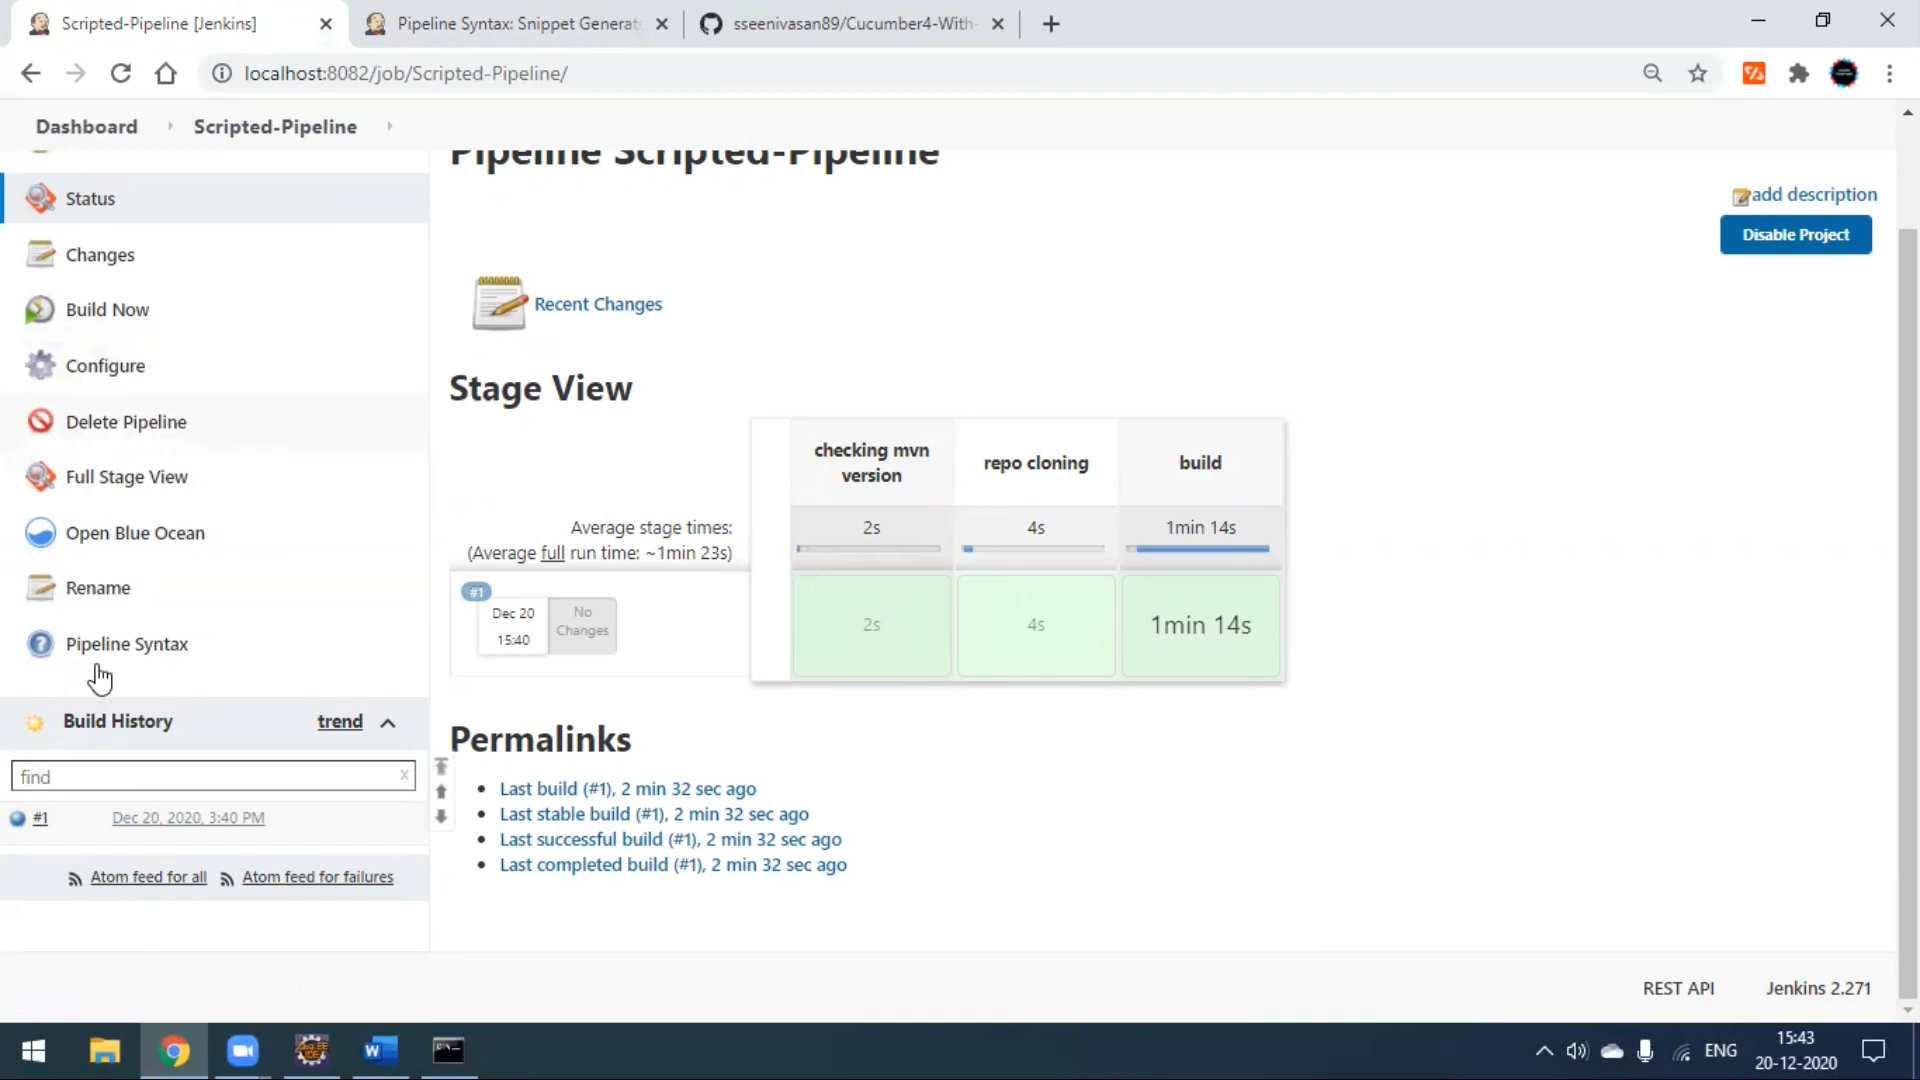 Scripted-Pipeline [Jenkins]
Pipeline Syntax: Snippet Generato
sseenivasan89/Cucumber4-With-
localhost:8082/job/Scripted-Pipeline/
Dashboard
Scripted-Pipeline
Pipeline Scripted-Pipeline
add description
Disable Project
Status
Changes
Build Now
Configure
Delete Pipeline
Full Stage View
Open Blue Ocean
Rename
Pipeline Syntax
Build History
trend
find
x
#1
Dec 20, 2020, 3:40 PM
Atom feed for all
Atom feed for failures
Recent Changes
Stage View
checking mvn
version
repo cloning
build
Average stage times:
(Average full run time: ~1min 23s)
2s
4s
1min 14s
#1
Dec 20
15:40
No
Changes
2s
4s
1min 14s
Permalinks
Last build (#1), 2 min 32 sec ago
Last stable build (#1), 2 min 32 sec ago
Last successful build (#1), 2 min 32 sec ago
Last completed build (#1), 2 min 32 sec ago
REST API
Jenkins 2.271
ENG
15:43
20-12-2020